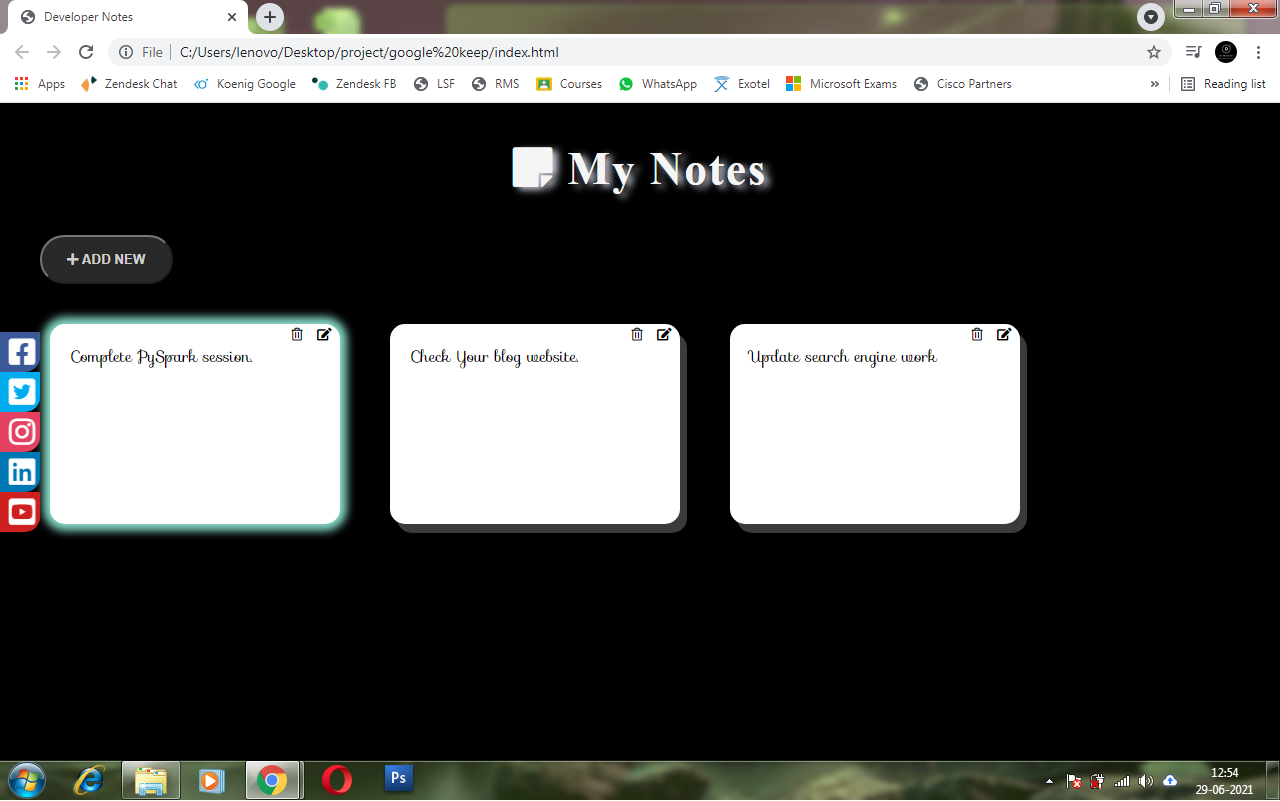 Developer Notes
File
C:/Users/lenovo/Desktop/project/google%20keep/index.html
Apps
Zendesk Chat
Koenig Google
Zendesk FB
LSF
RMS
Courses
WhatsApp
Exotel
Microsoft Exams
Cisco Partners
»
Reading list
My Notes
ADD NEW
Complete PySpark session.
Check Your blog website.
Update search engine work
in
Ps
12:54
29-06-2021